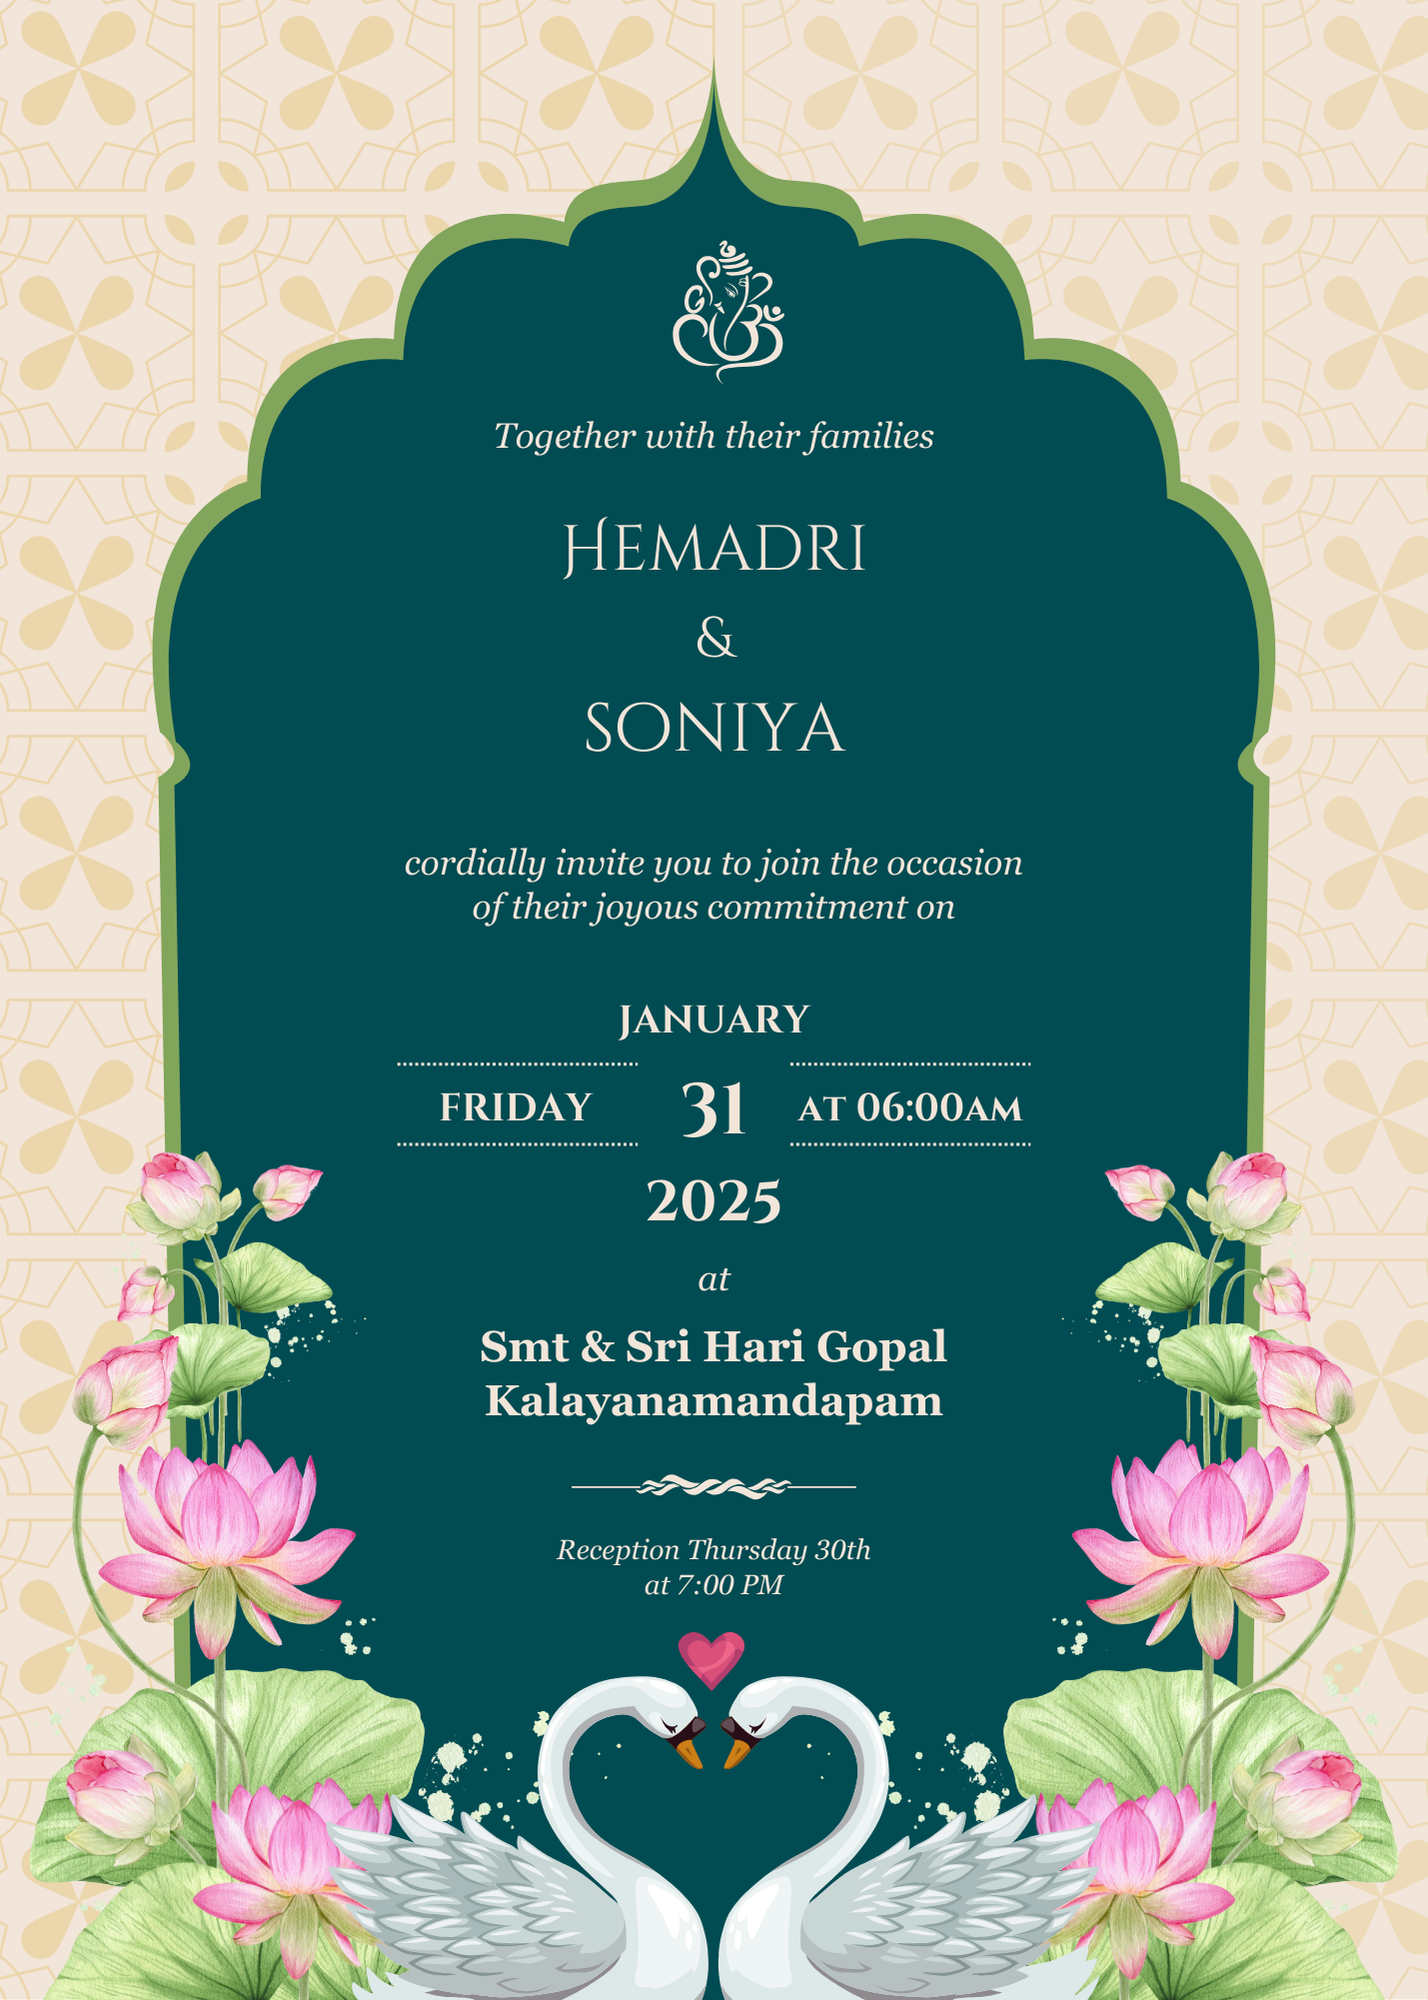 Together with their families
HEMADRI
&
SONIYA
cordially invite you to join the occasion
of their joyous commitment on
JANUARY
FRIDAY 31 AT 06:00AM
2025
at
Smt & Sri Hari Gopal
Kalayanamandapam
Reception Thursday 30th
at 7:00 PM